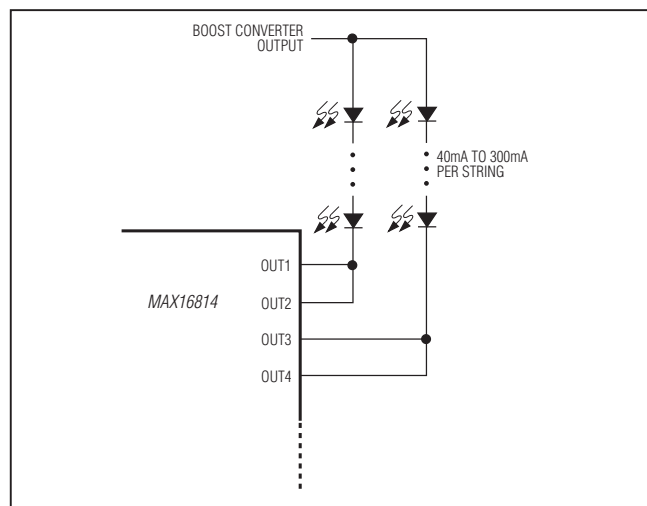 BOOST CONVERTER
OUTPUT
40mA TO 300mA
PER STRING
OUT1
MAX16814
OUT2
OUT3
OUT4